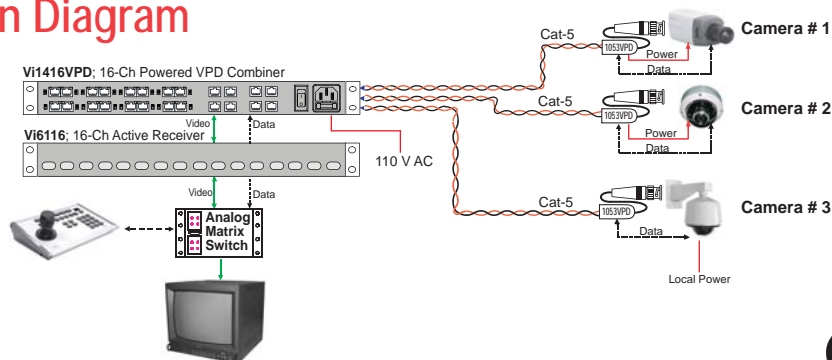 n Diagram
Vi1416VPD; 16-Ch Powered VPD Combiner
Video
Data
Vi6116; 16-Ch Active Receiver
110 V AC
Video
Data
Analog
Matrix
Switch
Cat-5
1053VPD
Power
Data
Camera # 1
Cat-5
1053VPD
Power
Data
Camera # 2
Cat-5
1053VPD
Data
Camera # 3
Local Power